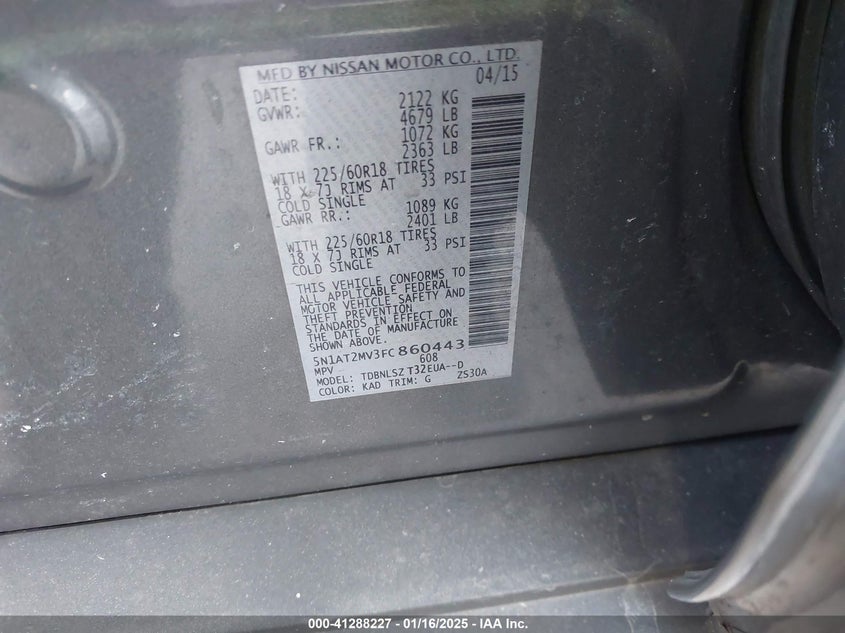 MFD BY NISSAN MOTOR CO., LTD.
DATE: 04/15
GVWR: 2122 KG
4679 LB
GAWR FR.: 1072 KG
2363 LB
WITH 225/60R18 TIRES
18 X 7J RIMS AT 33 PSI
COLD SINGLE
GAWR RR.: 1089 KG
2401 LB
WITH 225/60R18 TIRES
18 X 7J RIMS AT 33 PSI
COLD SINGLE
THIS VEHICLE CONFORMS TO
ALL APPLICABLE FEDERAL
MOTOR VEHICLE SAFETY AND
THEFT PREVENTION
STANDARDS IN EFFECT ON
THE DATE OF MANUFACTURE
SHOWN ABOVE.
5N1AT2MV3FC860443
MPV 608
MODEL: TDBNLSZ T32EUA--D
COLOR: KAD TRIM: G Z530A
000-41288227 - 01/16/2025 - IAA Inc.